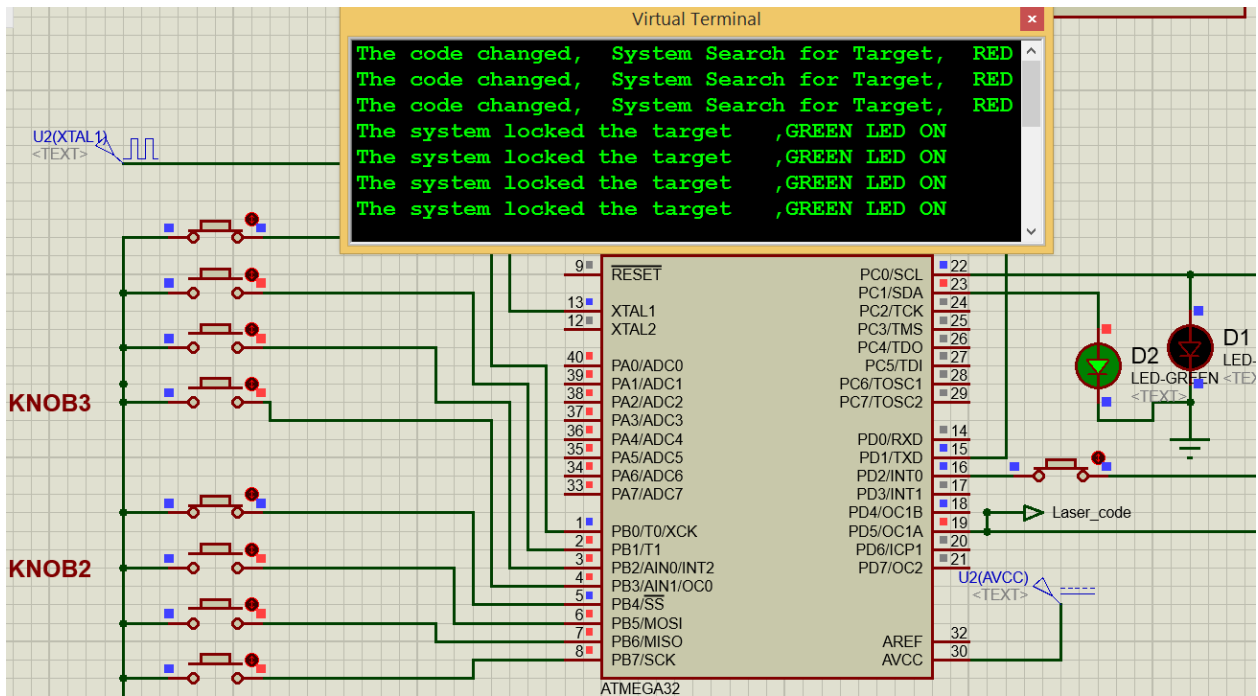 Virtual Terminal
The code changed,  System Search for Target,  RED
The code changed,  System Search for Target,  RED
The code changed,  System Search for Target,  RED
The system locked the target   ,GREEN LED ON
The system locked the target   ,GREEN LED ON
The system locked the target   ,GREEN LED ON
The system locked the target   ,GREEN LED ON
U2(XTAL1)
<TEXT>
KNOB3
KNOB2
9 RESET
13 XTAL1
12 XTAL2
40 PA0/ADC0
39 PA1/ADC1
38 PA2/ADC2
37 PA3/ADC3
36 PA4/ADC4
35 PA5/ADC5
34 PA6/ADC6
33 PA7/ADC7
1 PB0/T0/XCK
2 PB1/T1
3 PB2/AIN0/INT2
4 PB3/AIN1/OC0
5 PB4/SS
6 PB5/MOSI
7 PB6/MISO
8 PB7/SCK
PC0/SCL 22
PC1/SDA 23
PC2/TCK 24
PC3/TMS 25
PC4/TDO 26
PC5/TDI 27
PC6/TOSC1 28
PC7/TOSC2 29
PD0/RXD 14
PD1/TXD 15
PD2/INT0 16
PD3/INT1 17
PD4/OC1B 18
PD5/OC1A 19
PD6/ICP1 20
PD7/OC2 21
AREF 32
AVCC 30
ATMEGA32
D2
LED-GREEN
<TEXT>
D1
LED-
<TEX
Laser_code
U2(AVCC)
<TEXT>